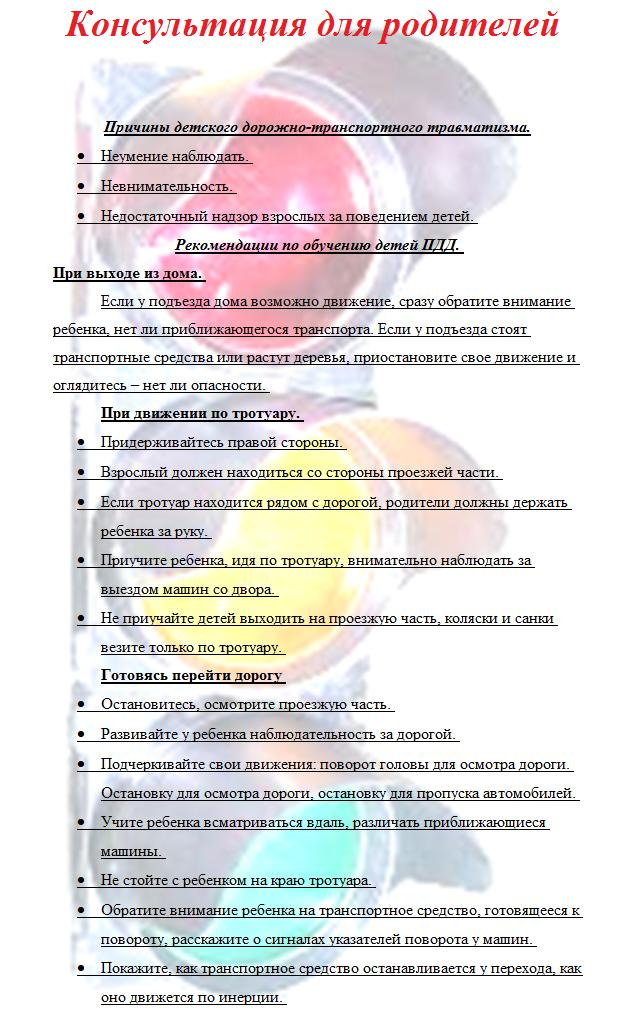 Консультация для родителей
Причины детского дорожно-транспортного травматизма.
• Неумение наблюдать.
• Невнимательность.
• Недостаточный надзор взрослых за поведением детей.
Рекомендации по обучению детей ПДД.
При выходе из дома.
Если у подъезда дома возможно движение, сразу обратите внимание
ребенка, нет ли приближающегося транспорта. Если у подъезда стоят
транспортные средства или растут деревья, приостановите свое движение и
оглядитесь – нет ли опасности.
При движении по тротуару.
• Придерживайтесь правой стороны.
• Взрослый должен находиться со стороны проезжей части.
• Если тротуар находится рядом с дорогой, родители должны держать
ребенка за руку.
• Приучите ребенка, идя по тротуару, внимательно наблюдать за
выездом машин со двора.
• Не приучайте детей выходить на проезжую часть, коляски и санки
везите только по тротуару.
Готовясь перейти дорогу
• Остановитесь, осмотрите проезжую часть.
• Развивайте у ребенка наблюдательность за дорогой.
• Подчеркивайте свои движения: поворот головы для осмотра дороги.
Остановку для осмотра дороги, остановку для пропуска автомобилей.
• Учите ребенка всматриваться вдаль, различать приближающиеся
машины.
• Не стойте с ребенком на краю тротуара.
• Обратите внимание ребенка на транспортное средство, готовящееся к
повороту, расскажите о сигналах указателей поворота у машин.
• Покажите, как транспортное средство останавливается у перехода, как
оно движется по инерции.